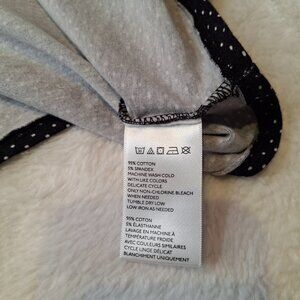 95% COTTON
5% SPANDEX
MACHINE WASH COLD
WITH LIKE COLORS
DELICATE CYCLE
ONLY NON-CHLORINE BLEACH
WHEN NEEDED
TUMBLE DRY LOW
LOW IRON AS NEEDED
95% COTON
5% ÉLASTHANNE
LAVAGE EN MACHINE À
TEMPÉRATURE FROIDE
AVEC COULEURS SIMILAIRES
CYCLE LINGE DÉLICAT
BLANCHIMENT UNIQUEMENT